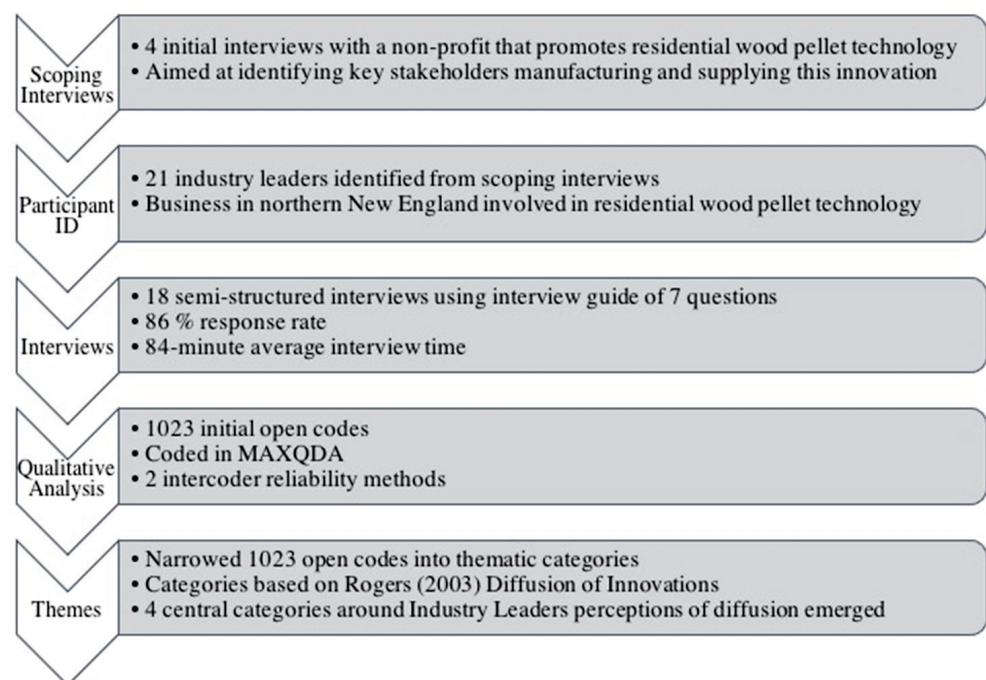 Scoping
Interviews
• 4 initial interviews with a non-profit that promotes residential wood pellet technology
• Aimed at identifying key stakeholders manufacturing and supplying this innovation
Participant
ID
• 21 industry leaders identified from scoping interviews
• Business in northern New England involved in residential wood pellet technology
Interviews
• 18 semi-structured interviews using interview guide of 7 questions
• 86 % response rate
• 84-minute average interview time
Qualitative
Analysis
• 1023 initial open codes
• Coded in MAXQDA
• 2 intercoder reliability methods
Themes
• Narrowed 1023 open codes into thematic categories
• Categories based on Rogers (2003) Diffusion of Innovations
• 4 central categories around Industry Leaders perceptions of diffusion emerged